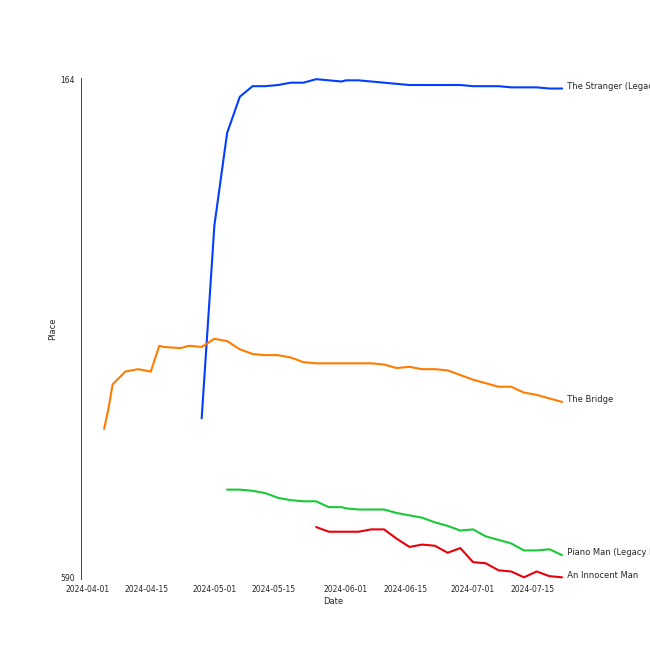 164
The Stranger (Legac
Place
The Bridge
Piano Man (Legacy
An Innocent Man
590
2024-04-01 2024-04-15 2024-05-01 2024-05-15 2024-06-01 2024-06-15 2024-07-01 2024-07-15
Date